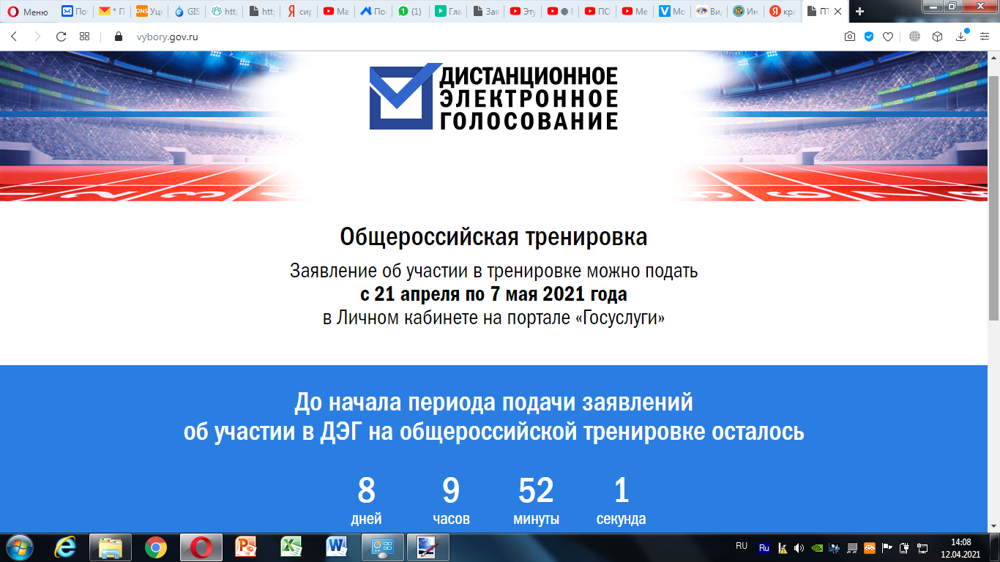 Меню
По
* П
DNS Уце
GIS
http
http
сир
Ма
По
(1)
Гла
Зая
Эту
ПО
Ме
Мо
Ви
Ин
кра
ПТ
vybory.gov.ru
ДИСТАНЦИОННОЕ
ЭЛЕКТРОННОЕ
ГОЛОСОВАНИЕ
Общероссийская тренировка
Заявление об участии в тренировке можно подать
с 21 апреля по 7 мая 2021 года
в Личном кабинете на портале «Госуслуги»
До начала периода подачи заявлений
об участии в ДЭГ на общероссийской тренировке осталось
8 9 52 1
дней часов минуты секунда
RU
Ru
14:08
12.04.2021